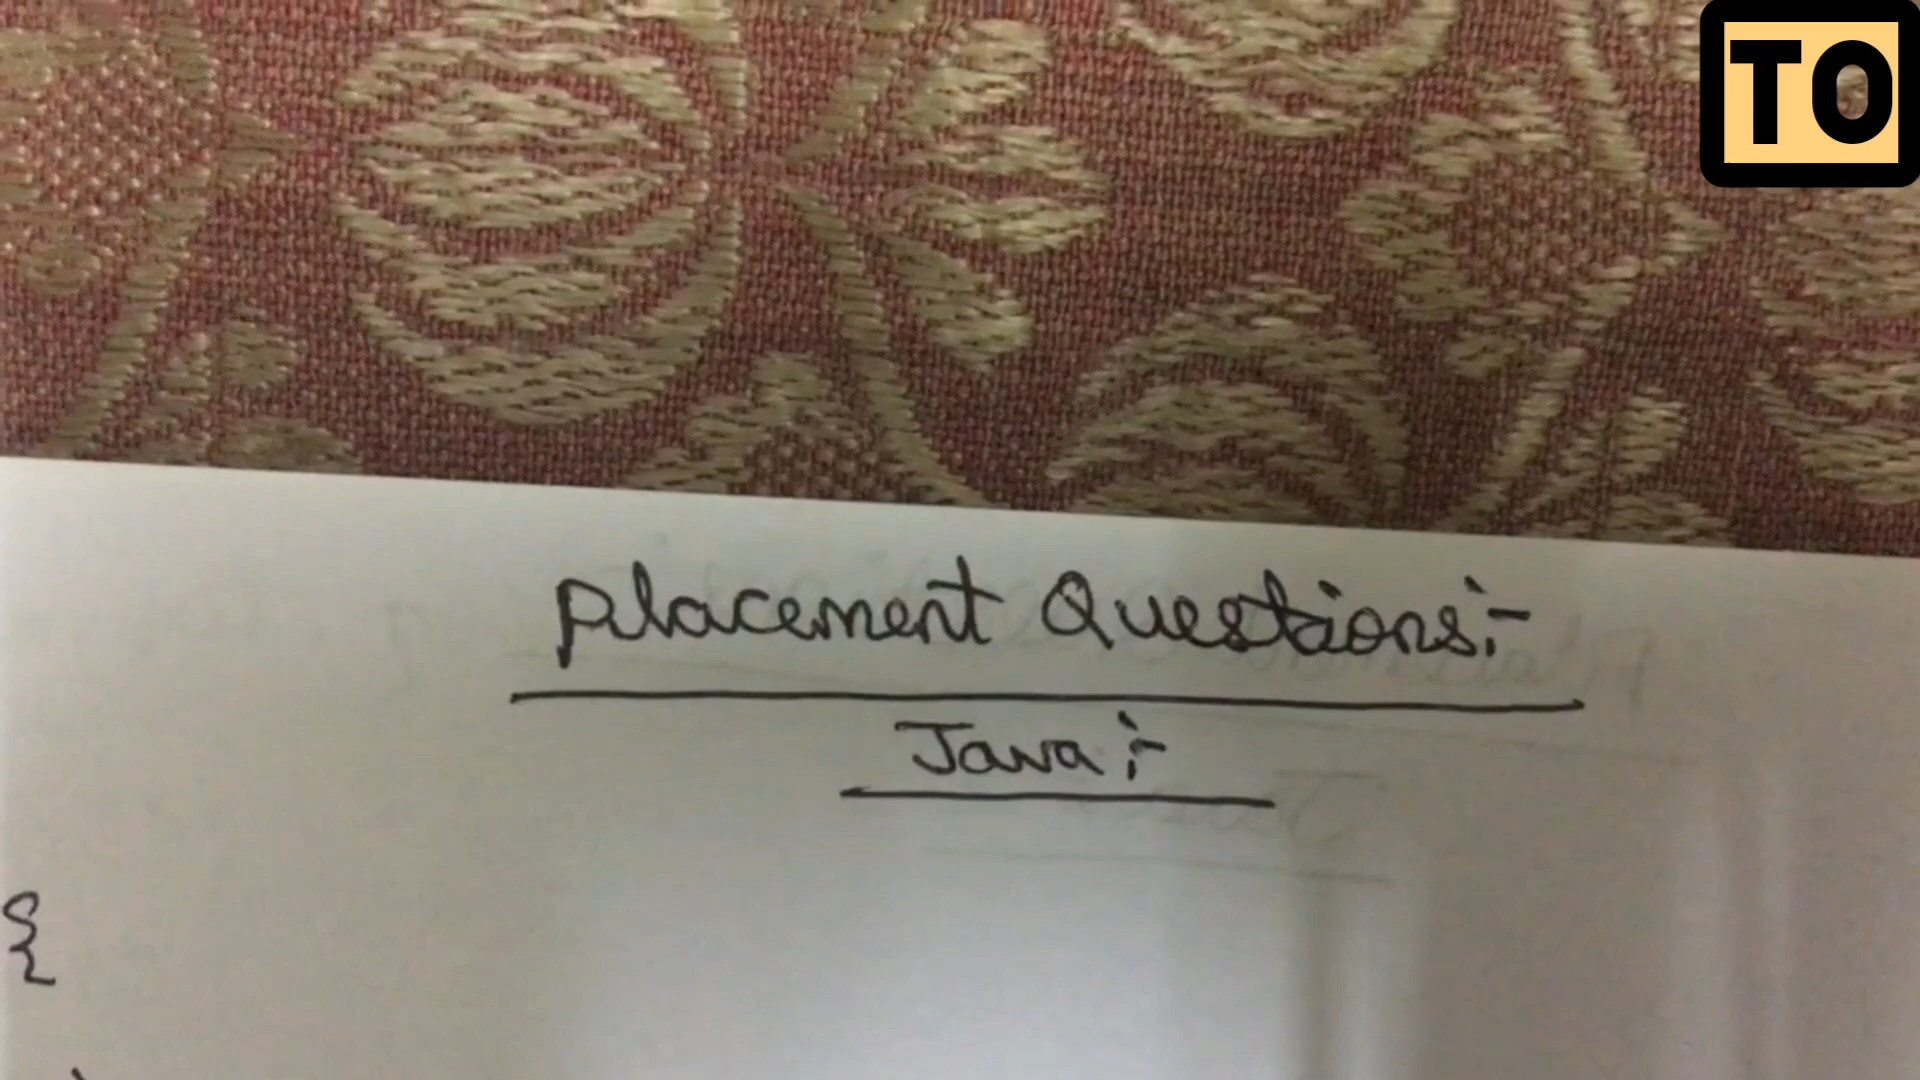 TO
Placement Questions:-
Java:-
{